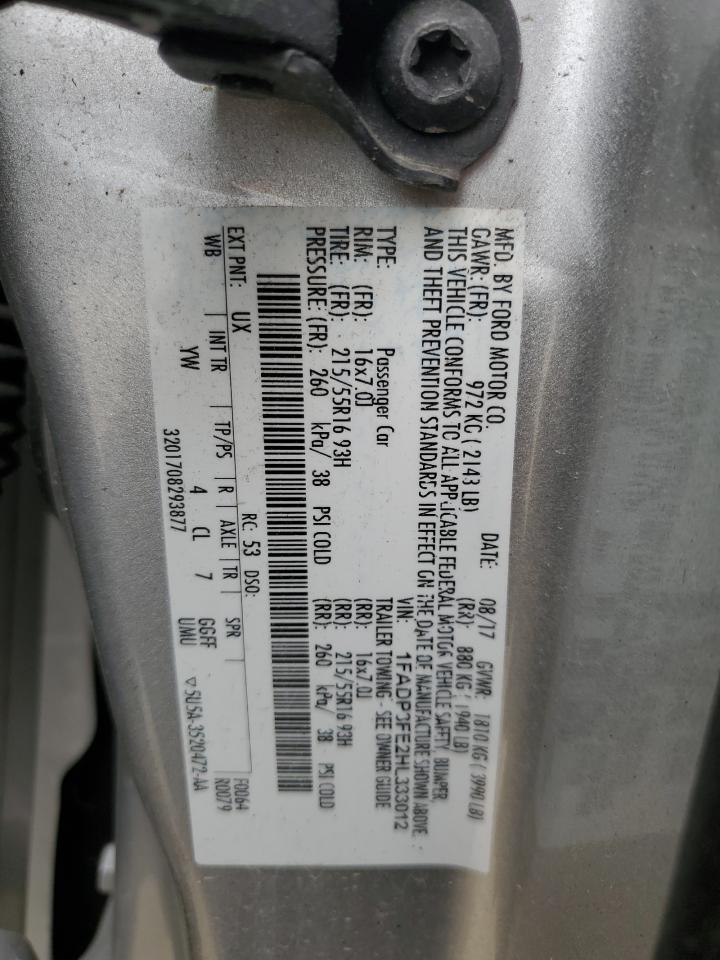 MFD. BY FORD MOTOR CO. DATE: 08/17 GVWR: 1810 KG ( 3990 LB)
GAWR: (FR): 972 KG ( 2143 LB) (RR): 880 KG ( 1940 LB)
THIS VEHICLE CONFORMS TO ALL APPLICABLE FEDERAL MOTOR VEHICLE SAFETY, BUMPER,
AND THEFT PREVENTION STANDARDS IN EFFECT ON THE DATE OF MANUFACTURE SHOWN ABOVE.
VIN: 1FADP3FE2HL333012
TYPE: Passenger Car TRAILER TOWING - SEE OWNER GUIDE
RIM: (FR): 16x7.0J (RR): 16x7.0J
TIRE: (FR): 215/55R16 93H (RR): 215/55R16 93H
PRESSURE: (FR): 260 kPa/ 38 PSI COLD (RR): 260 kPa/ 38 PSI COLD
RC: 53 DSO: F0064
EXT PNT: UX R0079
WB | INT TR | TP/PS | R | AXLE | TR | SPR
YW 4 CL 7 GGFF
UMU
3201708293877 ▽5U5A-3520472-AA